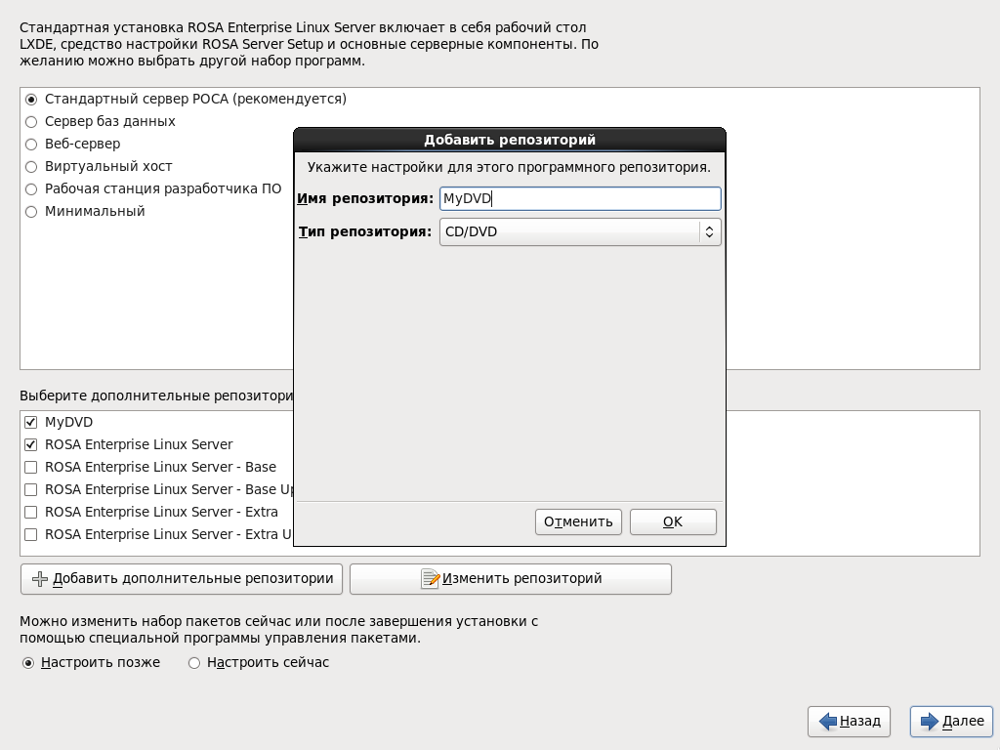 Стандартная установка ROSA Enterprise Linux Server включает в себя рабочий стол
LXDE, средство настройки ROSA Server Setup и основные серверные компоненты. По
желанию можно выбрать другой набор программ.
Стандартный сервер РОСА (рекомендуется)
Сервер баз данных
Веб-сервер
Виртуальный хост
Рабочая станция разработчика ПО
Минимальный
Добавить репозиторий
Укажите настройки для этого программного репозитория.
Имя репозитория: MyDVD
Тип репозитория: CD/DVD
Отменить OK
Выберите дополнительные
MyDVD
ROSA Enterprise Linux Server
ROSA Enterprise Linux Server - Base
ROSA Enterprise Linux Server - Base
ROSA Enterprise Linux Server - Extra
ROSA Enterprise Linux Server - Extra
Добавить дополнительные репозитории Изменить репозиторий
Можно изменить набор пакетов сейчас или после завершения установки с
помощью специальной программы управления пакетами.
Настроить позже Настроить сейчас
Назад Далее